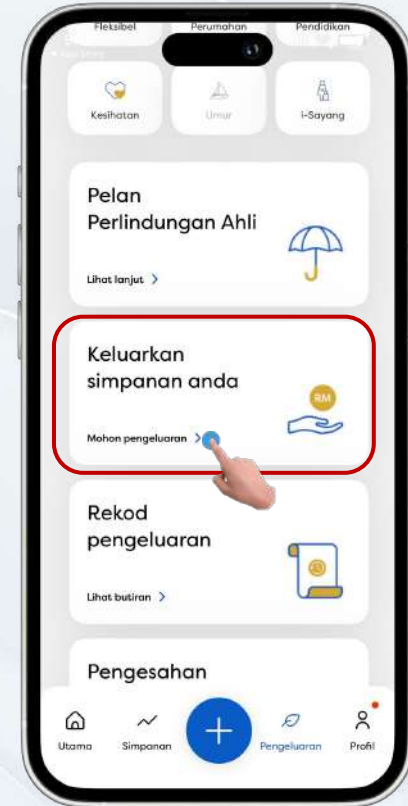 Fleksibel Perumahan Pendidikan
Kesihatan Umur i-Sayang
Pelan
Perlindungan Ahli
Lihat lanjut >
Keluarkan
simpanan anda
RM
Mohon pengeluaran >
Rekod
pengeluaran
Lihat butiran >
Pengesahan
Utama Simpanan + Pengeluaran Profil